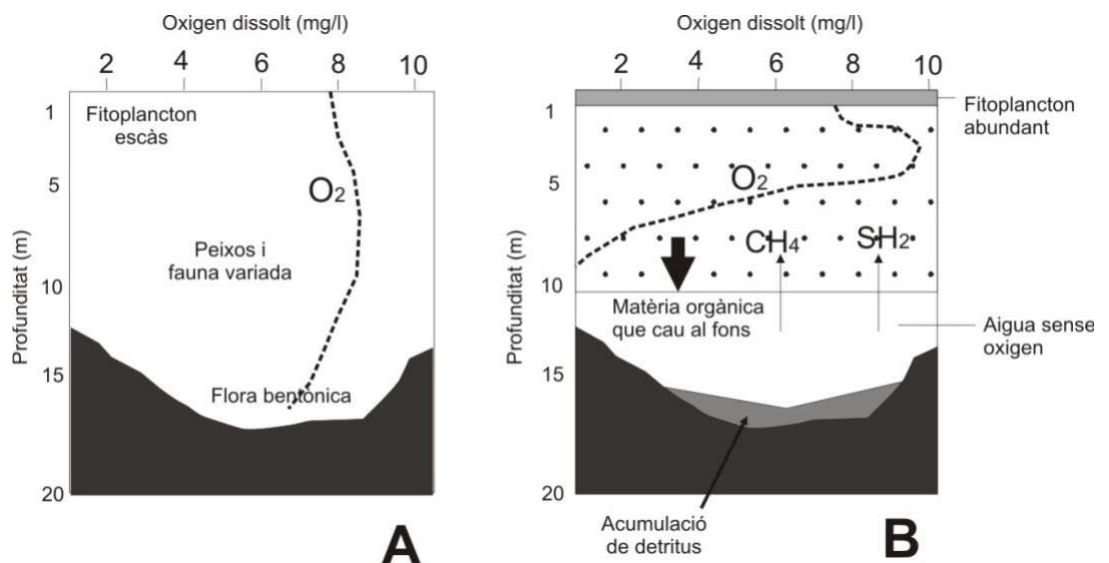 Oxigen dissolt (mg/l)
2 4 6 8 10
Profunditat (m)
1
5
10
15
20
Fitoplancton
escàs
O2
Peixos i
fauna variada
Flora bentònica
A
Oxigen dissolt (mg/l)
2 4 6 8 10
Profunditat (m)
1
5
10
15
20
Fitoplancton
abundant
O2
CH4
SH2
Matèria orgànica
que cau al fons
Aigua sense
oxigen
Acumulació
de detritus
B